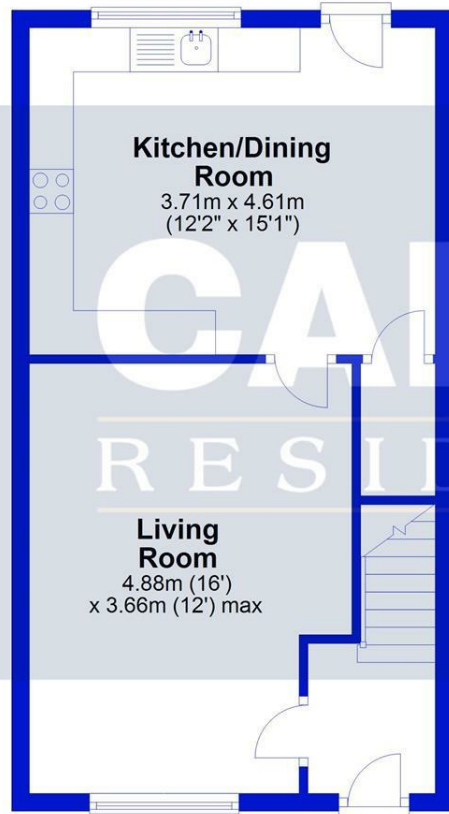 Kitchen/Dining
Room
3.71m x 4.61m
(12'2" x 15'1")
RESID
Living
Room
4.88m (16')
x 3.66m (12') max